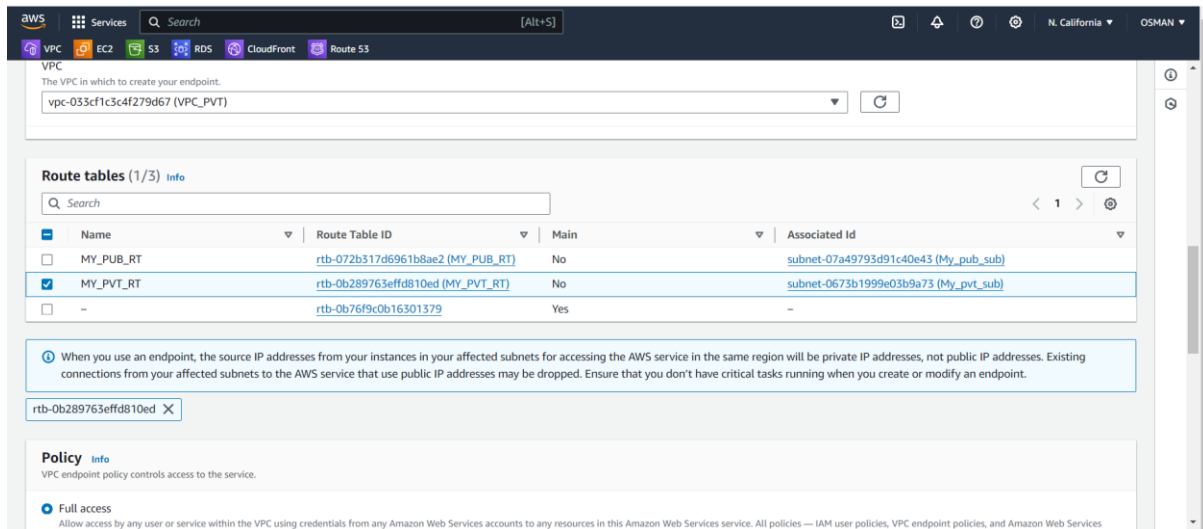 aws Services Search [Alt+S] N. California ▼ OSMAN ▼
VPC EC2 S3 RDS CloudFront Route 53
VPC
The VPC in which to create your endpoint.
vpc-033cf1c3c4f279d67 (VPC_PVT)
Route tables (1/3) Info
Search
1
Name Route Table ID Main Associated Id
MY_PUB_RT rtb-072b317d6961b8ae2 (MY_PUB_RT) No subnet-07a49793d91c40e43 (My_pub_sub)
MY_PVT_RT rtb-0b289763effd810ed (MY_PVT_RT) No subnet-0673b1999e03b9a73 (My_pvt_sub)
– rtb-0b76f9c0b16301379 Yes –
When you use an endpoint, the source IP addresses from your instances in your affected subnets for accessing the AWS service in the same region will be private IP addresses, not public IP addresses. Existing
connections from your affected subnets to the AWS service that use public IP addresses may be dropped. Ensure that you don't have critical tasks running when you create or modify an endpoint.
rtb-0b289763effd810ed
Policy Info
VPC endpoint policy controls access to the service.
Full access
Allow access by any user or service within the VPC using credentials from any Amazon Web Services accounts to any resources in this Amazon Web Services service. All policies — IAM user policies, VPC endpoint policies, and Amazon Web Services